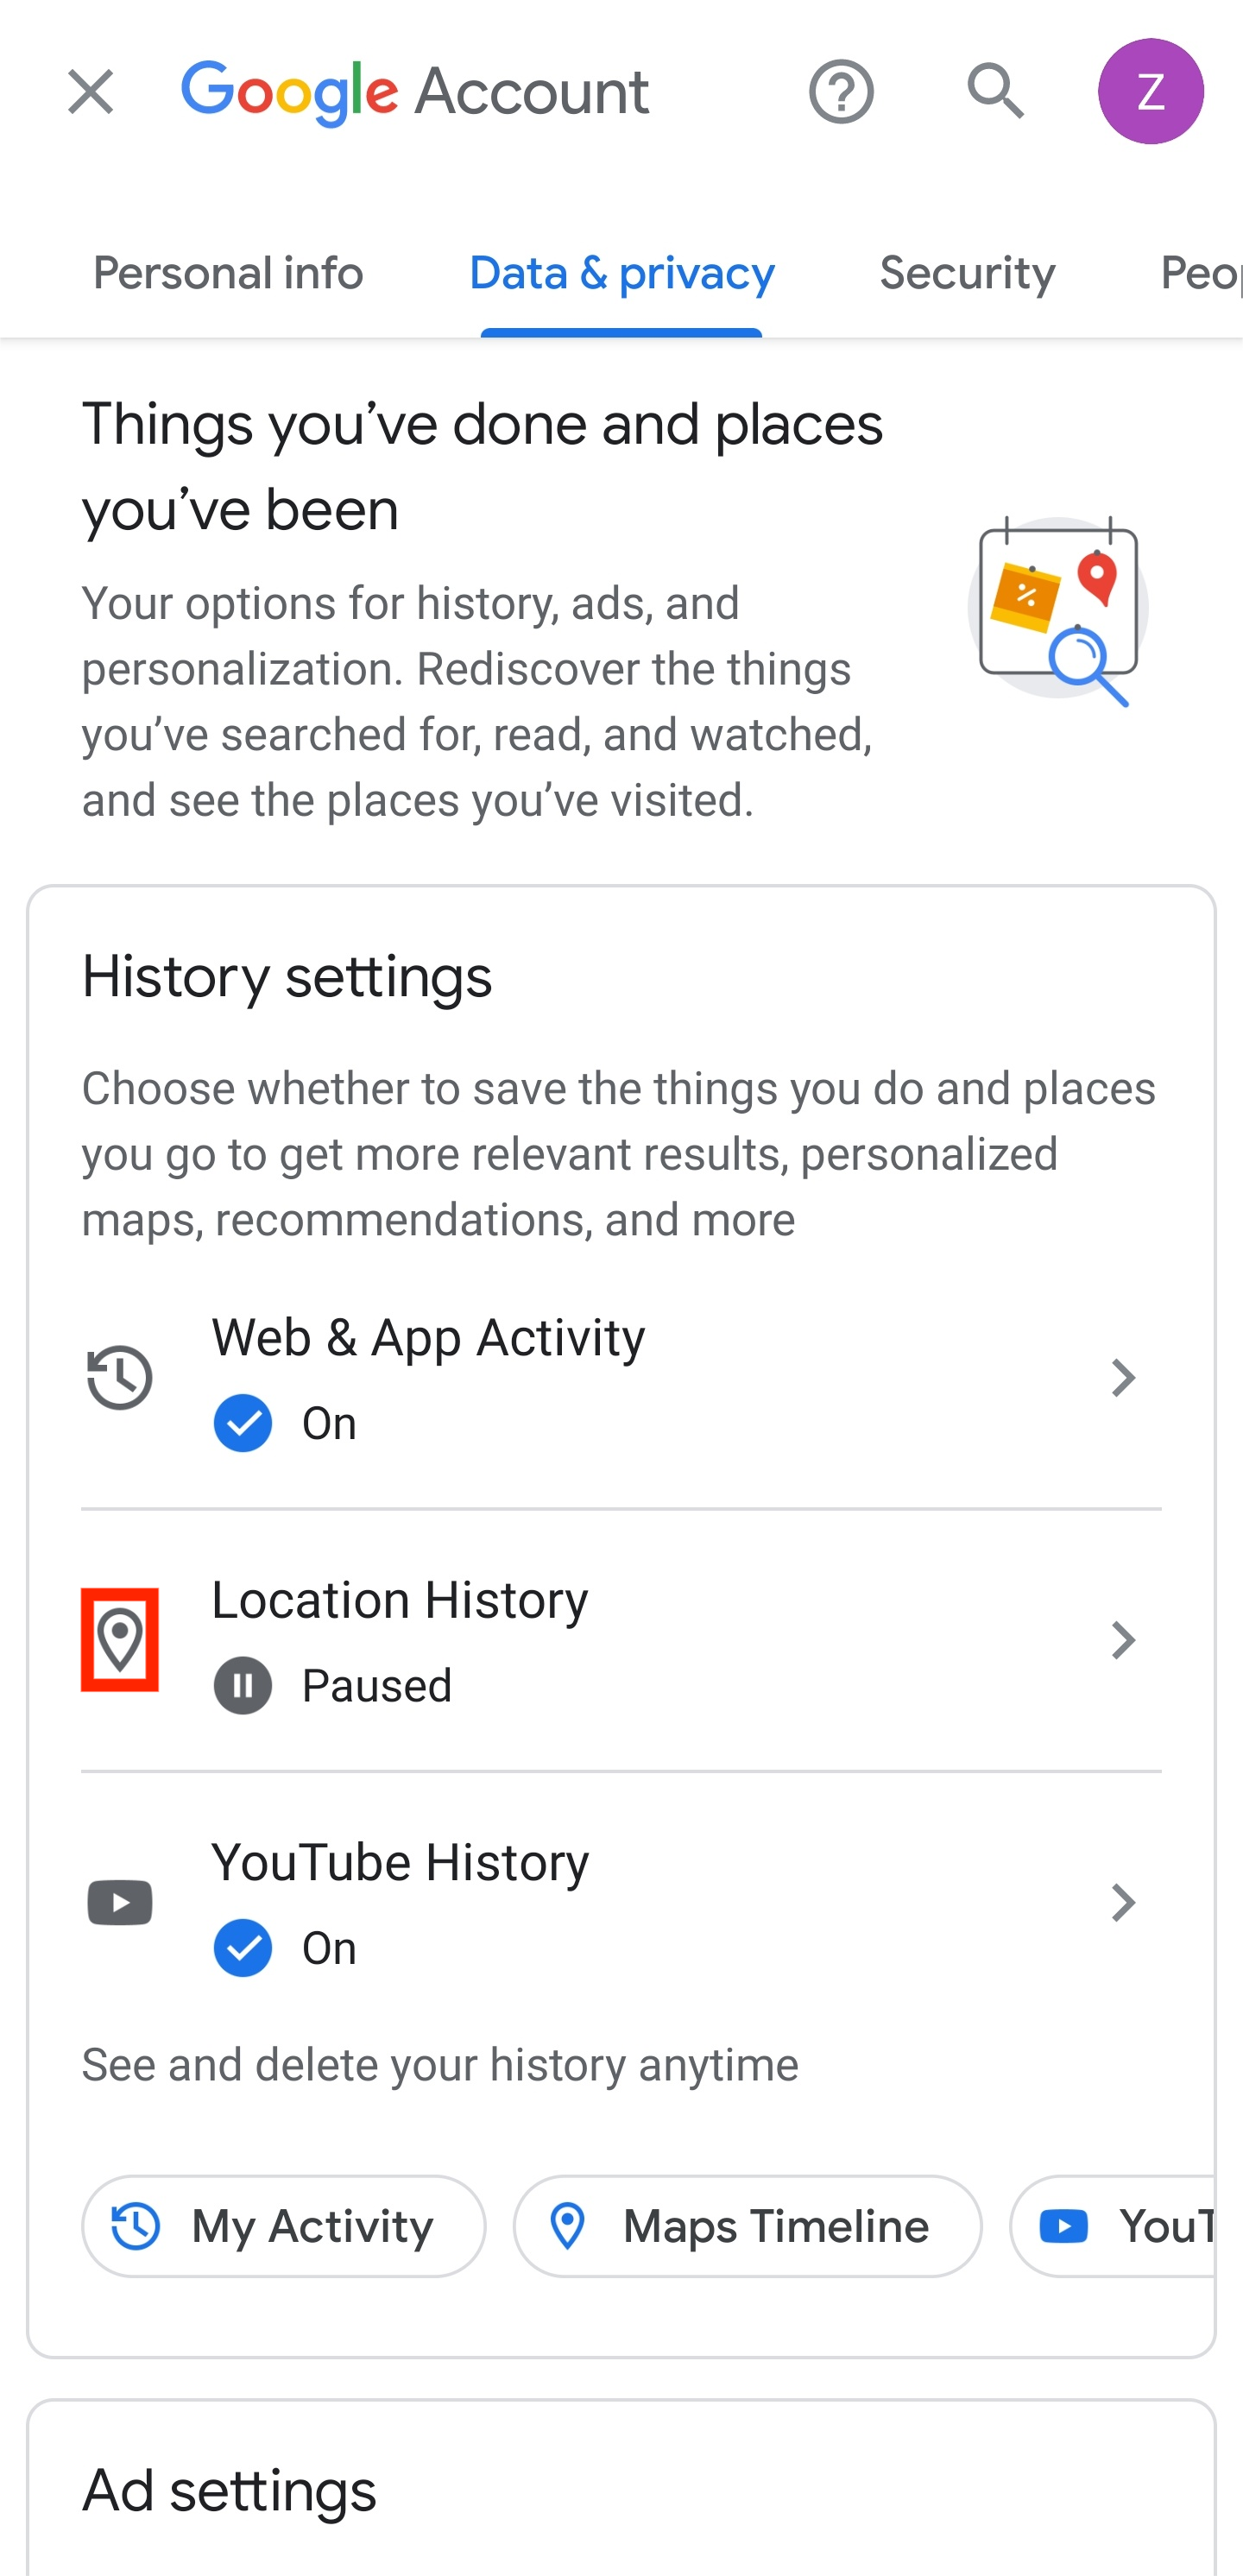 Google Account
Z
Personal info
Data & privacy
Security
Peop
Things you’ve done and places
you’ve been
Your options for history, ads, and
personalization. Rediscover the things
you’ve searched for, read, and watched,
and see the places you’ve visited.
History settings
Choose whether to save the things you do and places
you go to get more relevant results, personalized
maps, recommendations, and more
Web & App Activity
On
Location History
Paused
YouTube History
On
See and delete your history anytime
My Activity
Maps Timeline
YouT
Ad settings